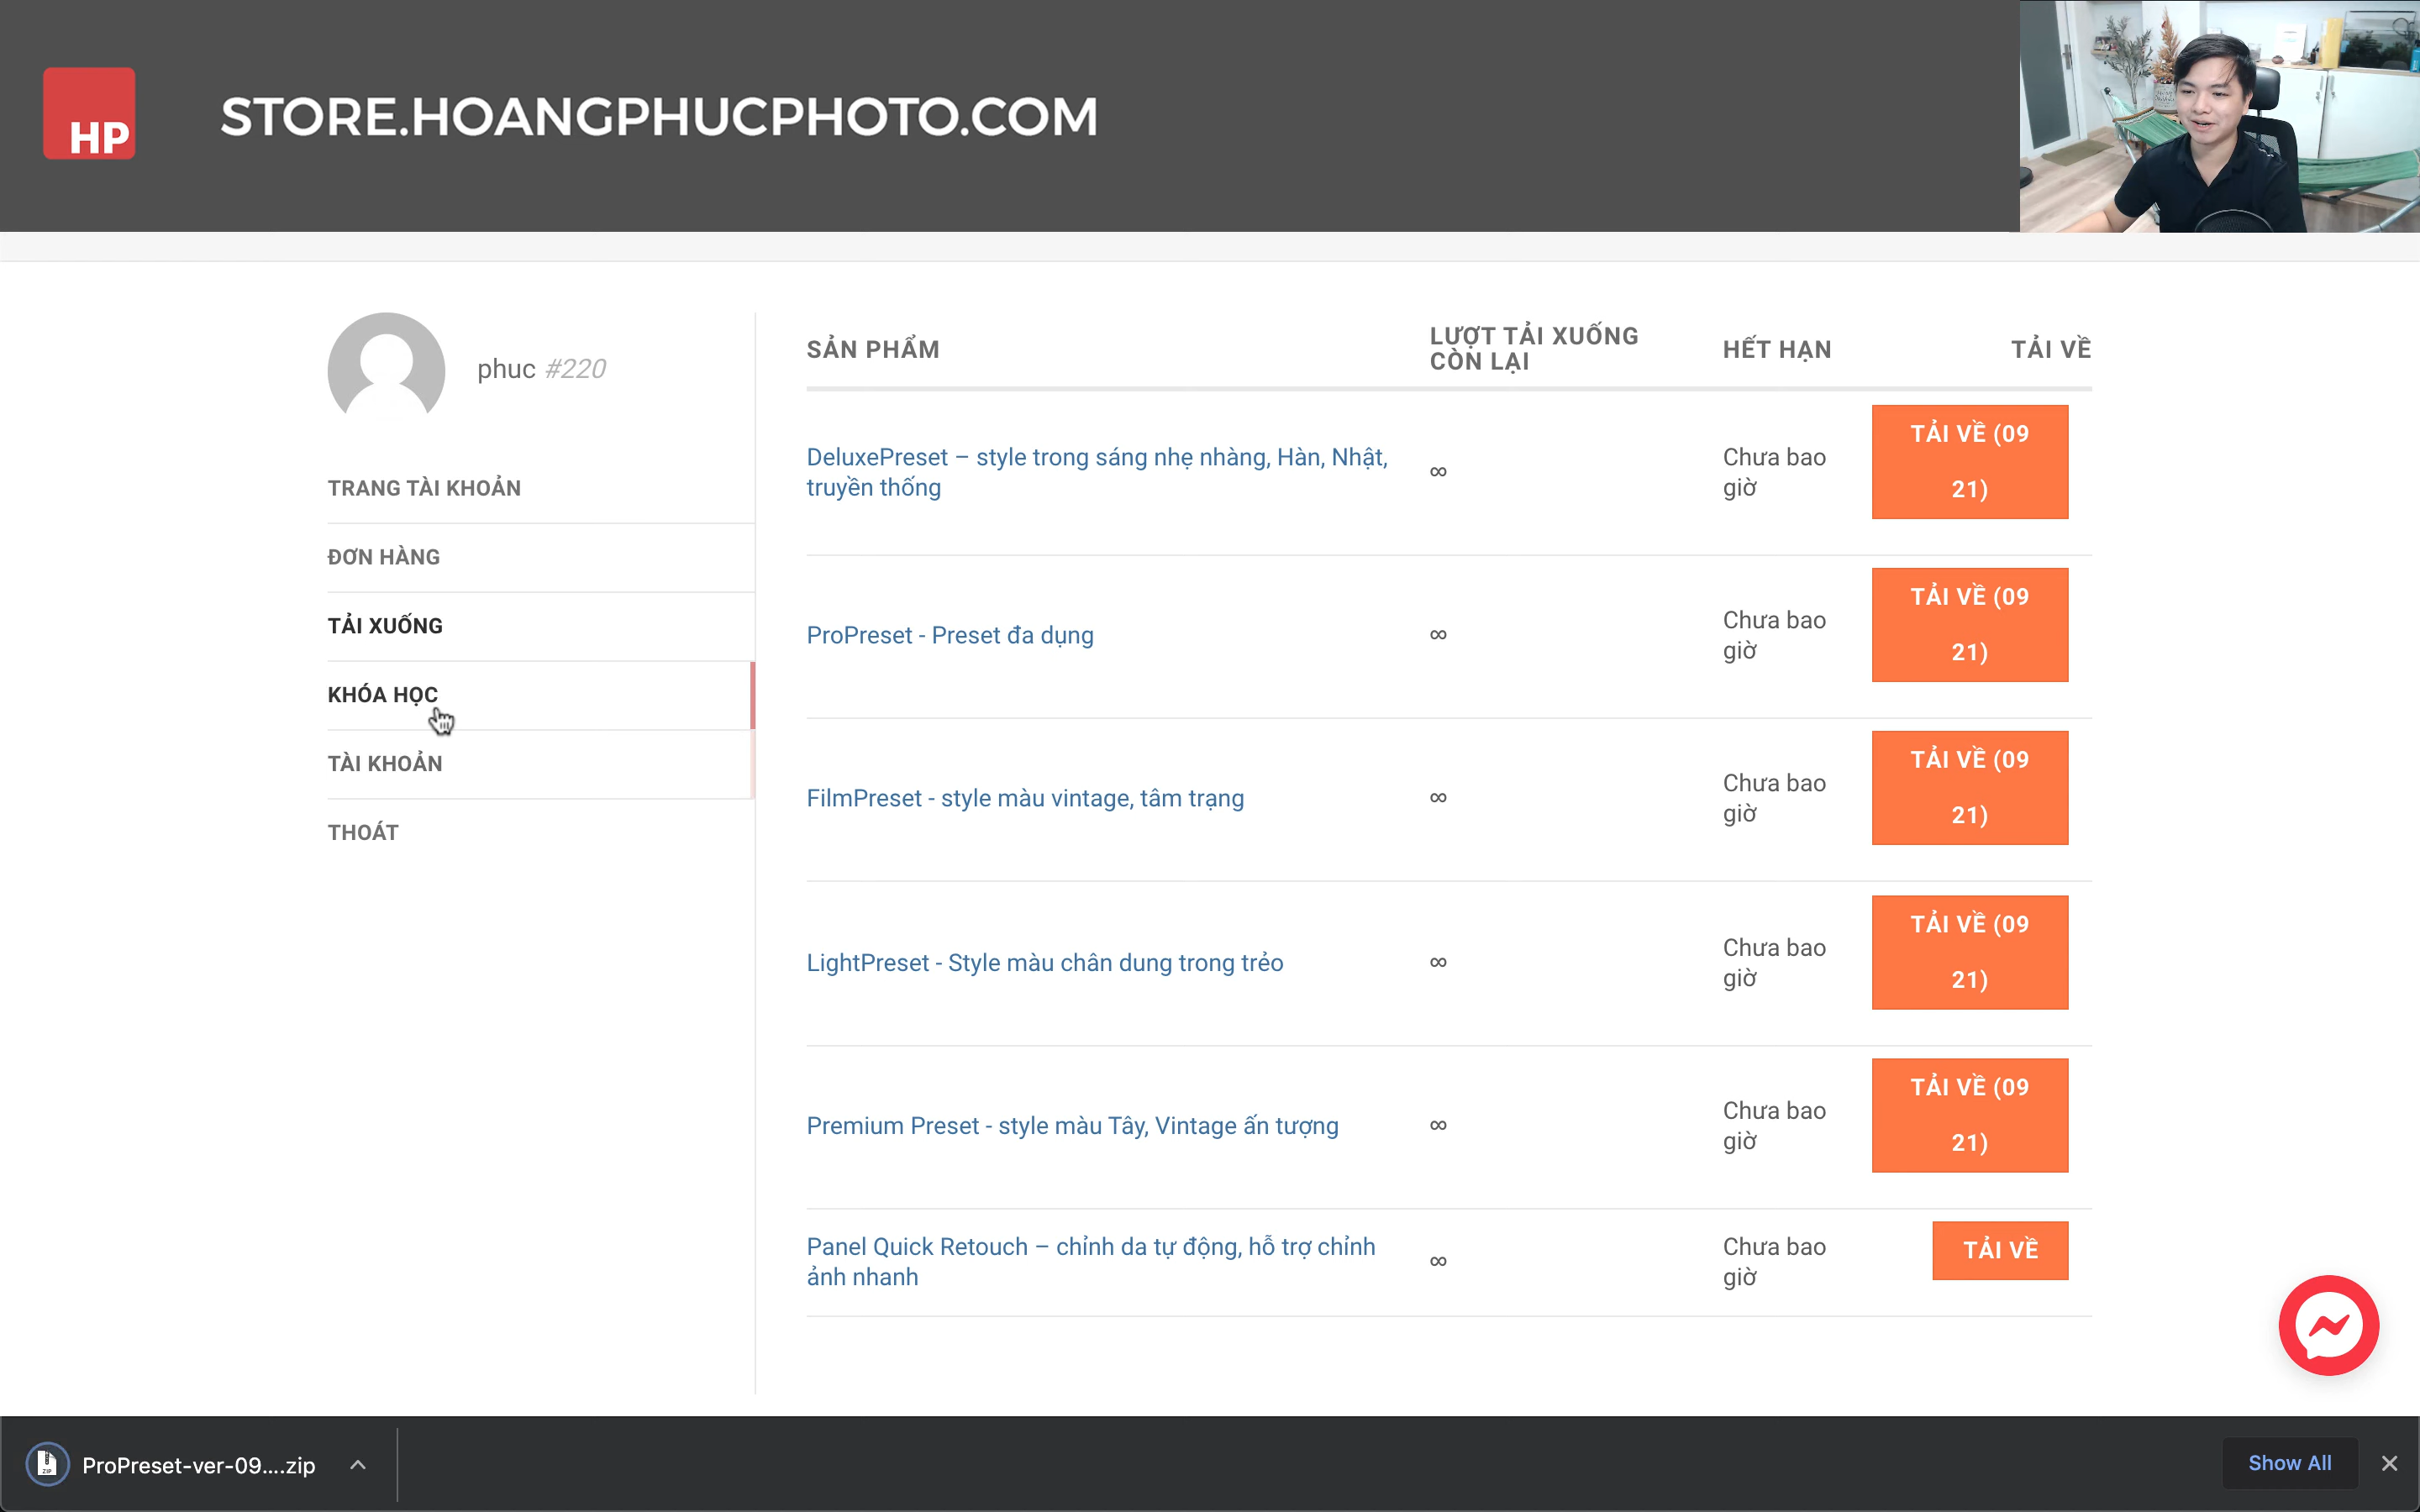 HP
STORE.HOANGPHUCPHOTO.COM
phuc #220
TRANG TÀI KHOẢN
ĐƠN HÀNG
TẢI XUỐNG
KHÓA HỌC
TÀI KHOẢN
THOÁT
SẢN PHẨM
LƯỢT TẢI XUỐNG
CÒN LẠI
HẾT HẠN
TẢI VỀ
DeluxePreset – style trong sáng nhẹ nhàng, Hàn, Nhật,
truyền thống
∞
Chưa bao
giờ
TẢI VỀ (09
21)
ProPreset - Preset đa dụng
∞
Chưa bao
giờ
TẢI VỀ (09
21)
FilmPreset - style màu vintage, tâm trạng
∞
Chưa bao
giờ
TẢI VỀ (09
21)
LightPreset - Style màu chân dung trong trẻo
∞
Chưa bao
giờ
TẢI VỀ (09
21)
Premium Preset - style màu Tây, Vintage ấn tượng
∞
Chưa bao
giờ
TẢI VỀ (09
21)
Panel Quick Retouch – chỉnh da tự động, hỗ trợ chỉnh
ảnh nhanh
∞
Chưa bao
giờ
TẢI VỀ
ProPreset-ver-09....zip
Show All